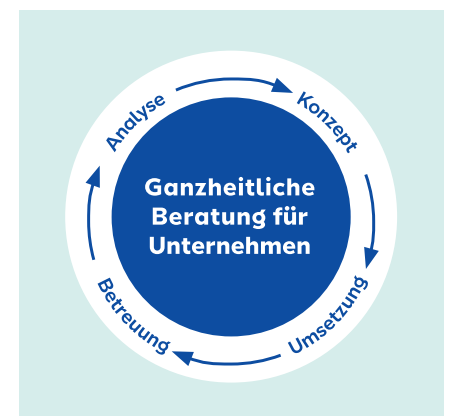 Analyse
Konzept
Ganzheitliche
Beratung für
Unternehmen
Umsetzung
Betreuung